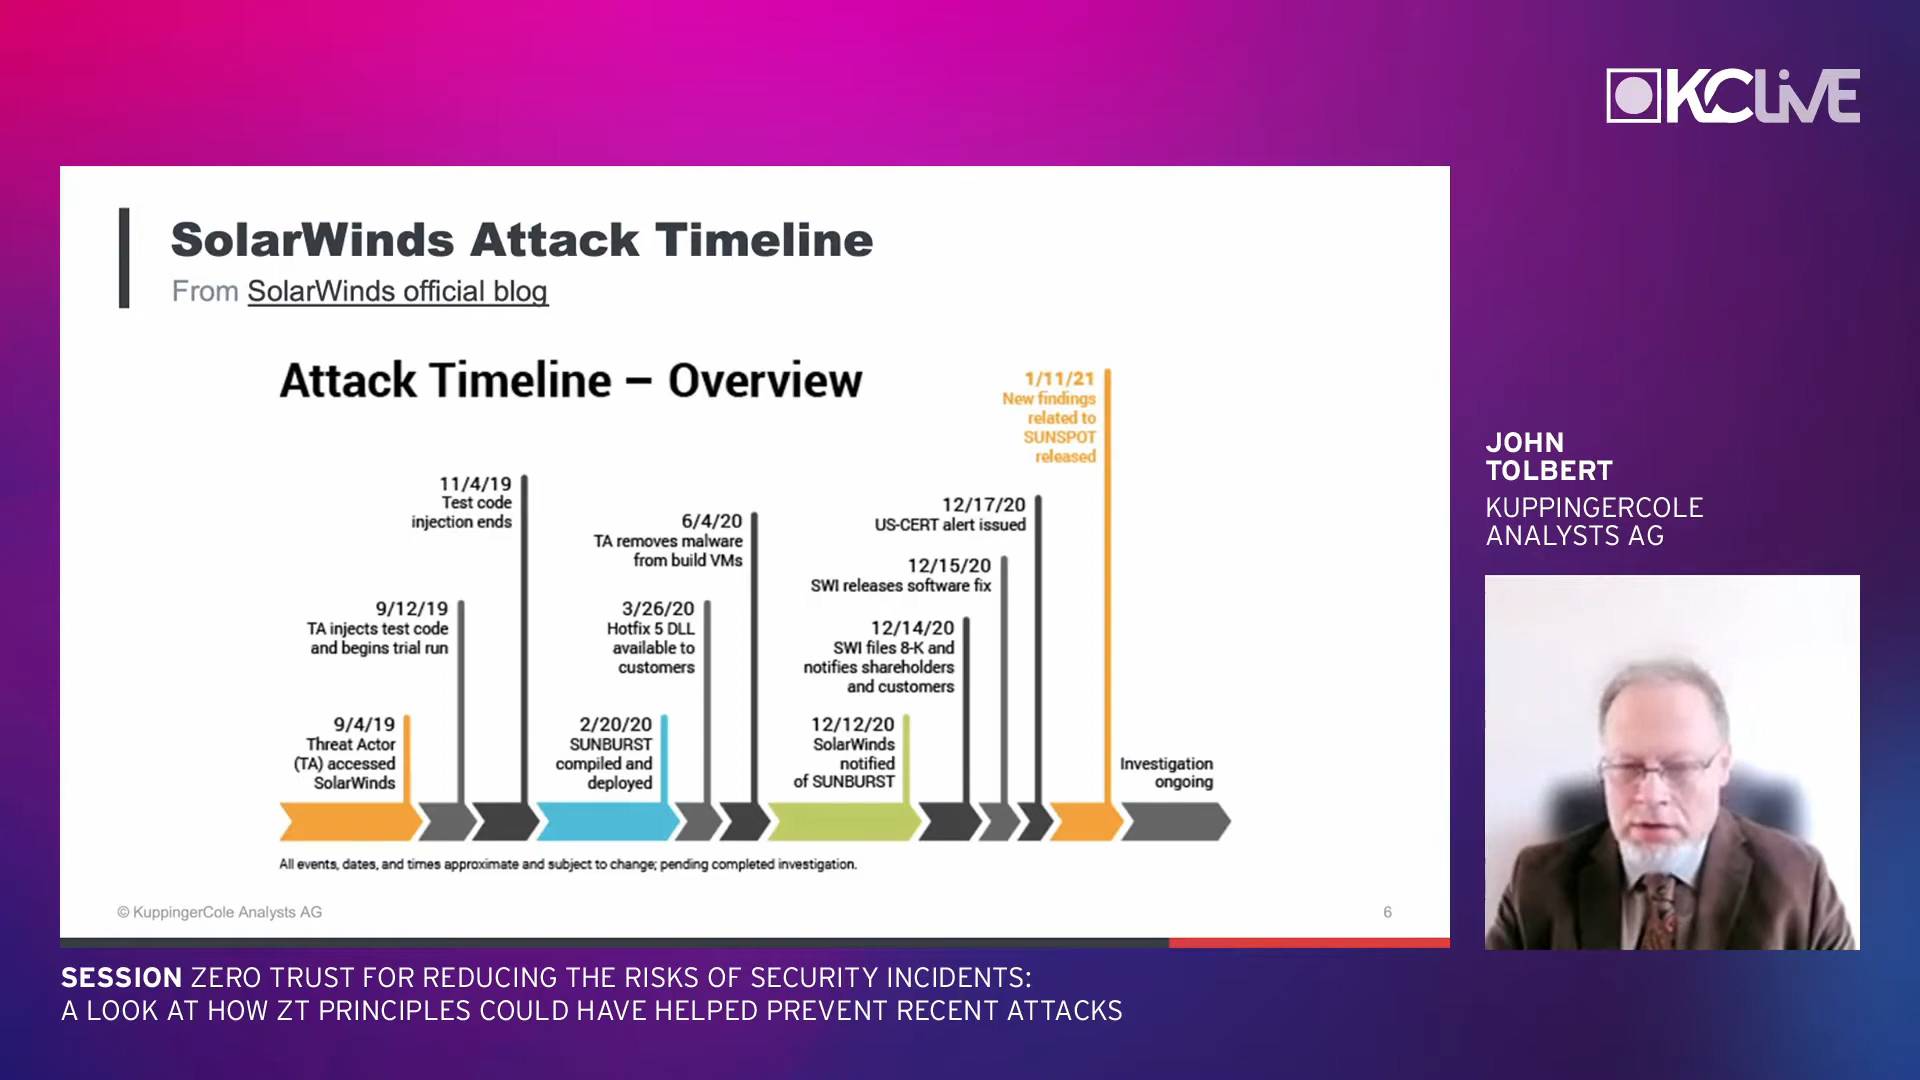 KCLiVE
SolarWinds Attack Timeline
From SolarWinds official blog
Attack Timeline – Overview
9/4/19
Threat Actor
(TA) accessed
SolarWinds
9/12/19
TA injects test code
and begins trial run
11/4/19
Test code
injection ends
2/20/20
SUNBURST
compiled and
deployed
3/26/20
Hotfix 5 DLL
available to
customers
6/4/20
TA removes malware
from build VMs
12/12/20
SolarWinds
notified
of SUNBURST
12/14/20
SWI files 8-K and
notifies shareholders
and customers
12/15/20
SWI releases software fix
12/17/20
US-CERT alert issued
1/11/21
New findings
related to
SUNSPOT
released
Investigation
ongoing
All events, dates, and times approximate and subject to change; pending completed investigation.
© KuppingerCole Analysts AG
6
JOHN
TOLBERT
KUPPINGERCOLE
ANALYSTS AG
SESSION ZERO TRUST FOR REDUCING THE RISKS OF SECURITY INCIDENTS:
A LOOK AT HOW ZT PRINCIPLES COULD HAVE HELPED PREVENT RECENT ATTACKS